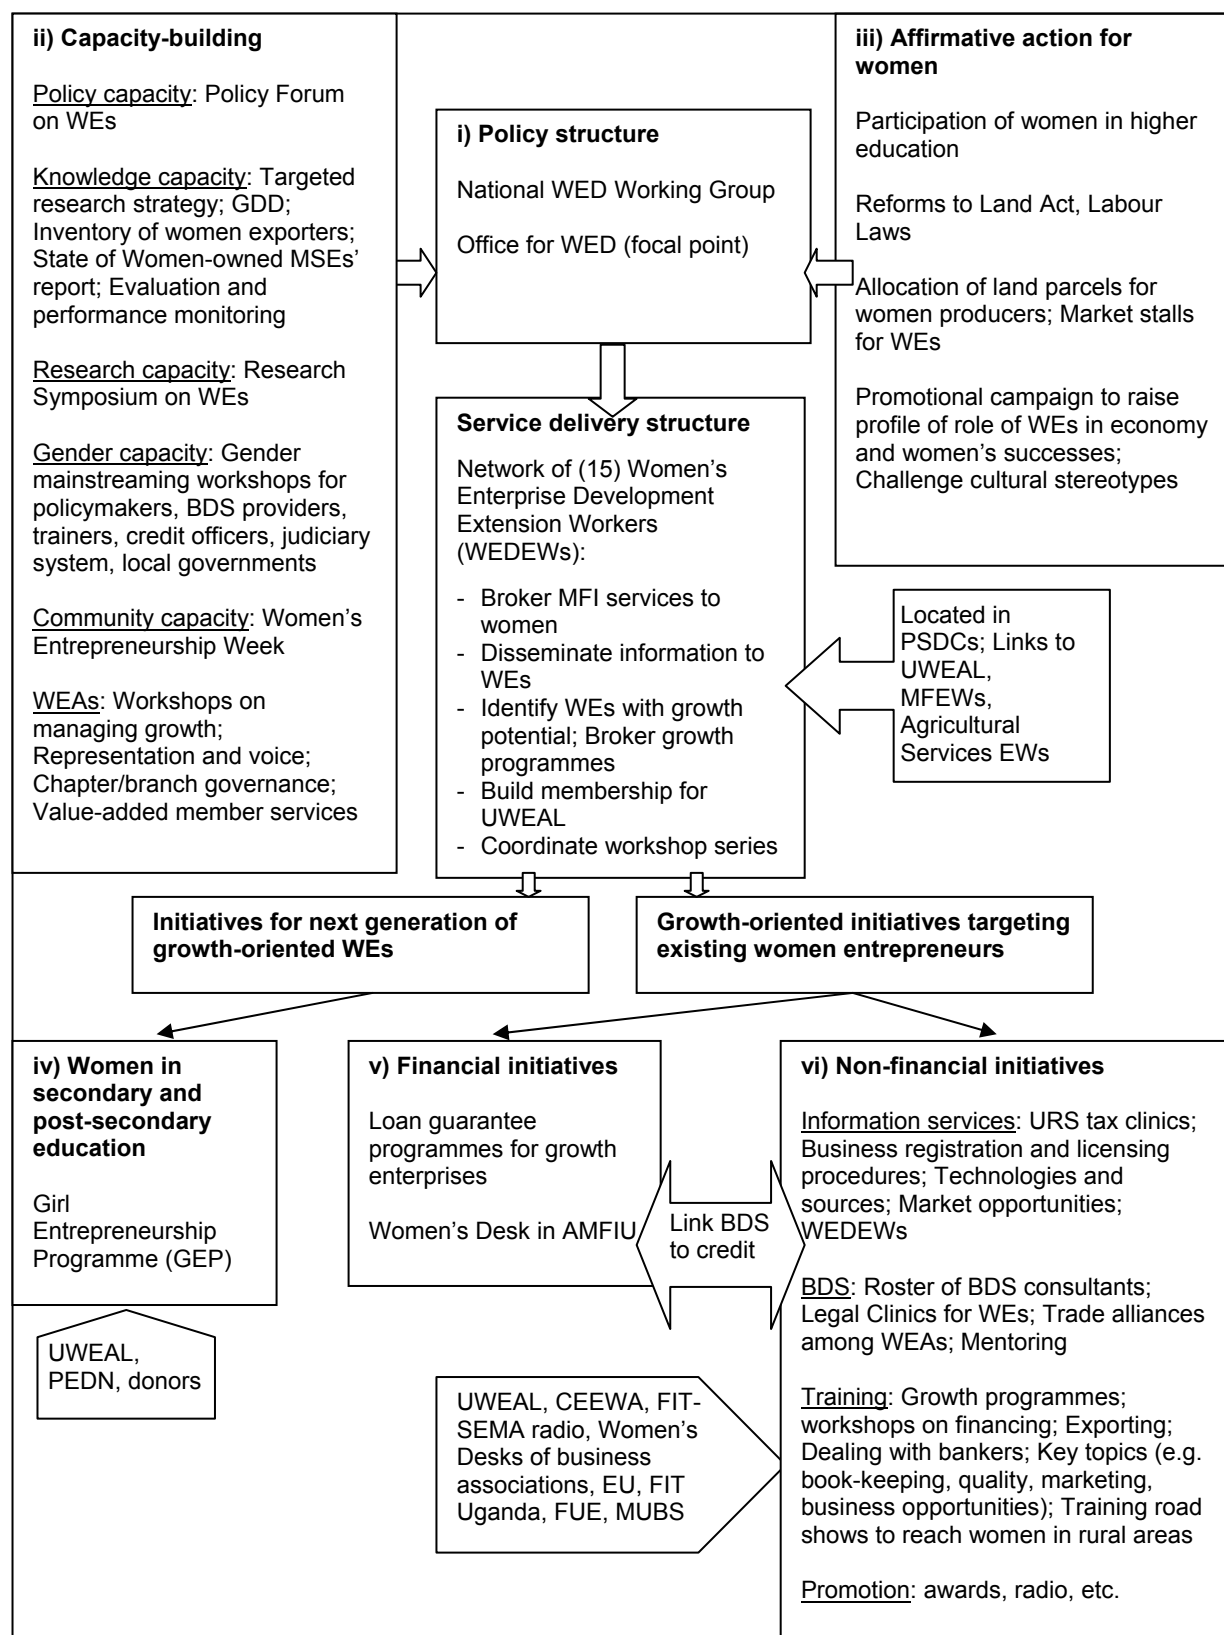 ii) Capacity-building
Policy capacity: Policy Forum
on WEs
Knowledge capacity: Targeted
research strategy; GDD;
Inventory of women exporters;
State of Women-owned MSEs'
report; Evaluation and
performance monitoring
Research capacity: Research
Symposium on WEs
Gender capacity: Gender
mainstreaming workshops for
policymakers, BDS providers,
trainers, credit officers, judiciary
system, local governments
Community capacity: Women's
Entrepreneurship Week
WEAs: Workshops on
managing growth;
Representation and voice;
Chapter/branch governance;
Value-added member services
i) Policy structure
National WED Working Group
Office for WED (focal point)
iii) Affirmative action for
women
Participation of women in higher
education
Reforms to Land Act, Labour
Laws
Allocation of land parcels for
women producers; Market stalls
for WEs
Promotional campaign to raise
profile of role of WEs in economy
and women's successes;
Challenge cultural stereotypes
Service delivery structure
Network of (15) Women's
Enterprise Development
Extension Workers
(WEDEWs):
- Broker MFI services to
women
- Disseminate information to
WEs
- Identify WEs with growth
potential; Broker growth
programmes
- Build membership for
UWEAL
- Coordinate workshop series
Located in
PSDCs; Links to
UWEAL,
MFEWs,
Agricultural
Services EWs
Initiatives for next generation of
growth-oriented WEs
Growth-oriented initiatives targeting
existing women entrepreneurs
iv) Women in
secondary and
post-secondary
education
Girl
Entrepreneurship
Programme (GEP)
UWEAL,
PEDN, donors
v) Financial initiatives
Loan guarantee
programmes for growth
enterprises
Women's Desk in AMFIU
Link BDS
to credit
vi) Non-financial initiatives
Information services: URS tax clinics;
Business registration and licensing
procedures; Technologies and
sources; Market opportunities;
WEDEWs
BDS: Roster of BDS consultants;
Legal Clinics for WEs; Trade alliances
among WEAs; Mentoring
Training: Growth programmes;
workshops on financing; Exporting;
Dealing with bankers; Key topics (e.g.
book-keeping, quality, marketing,
business opportunities); Training road
shows to reach women in rural areas
Promotion: awards, radio, etc.
UWEAL, CEEWA, FIT-
SEMA radio, Women's
Desks of business
associations, EU, FIT
Uganda, FUE, MUBS